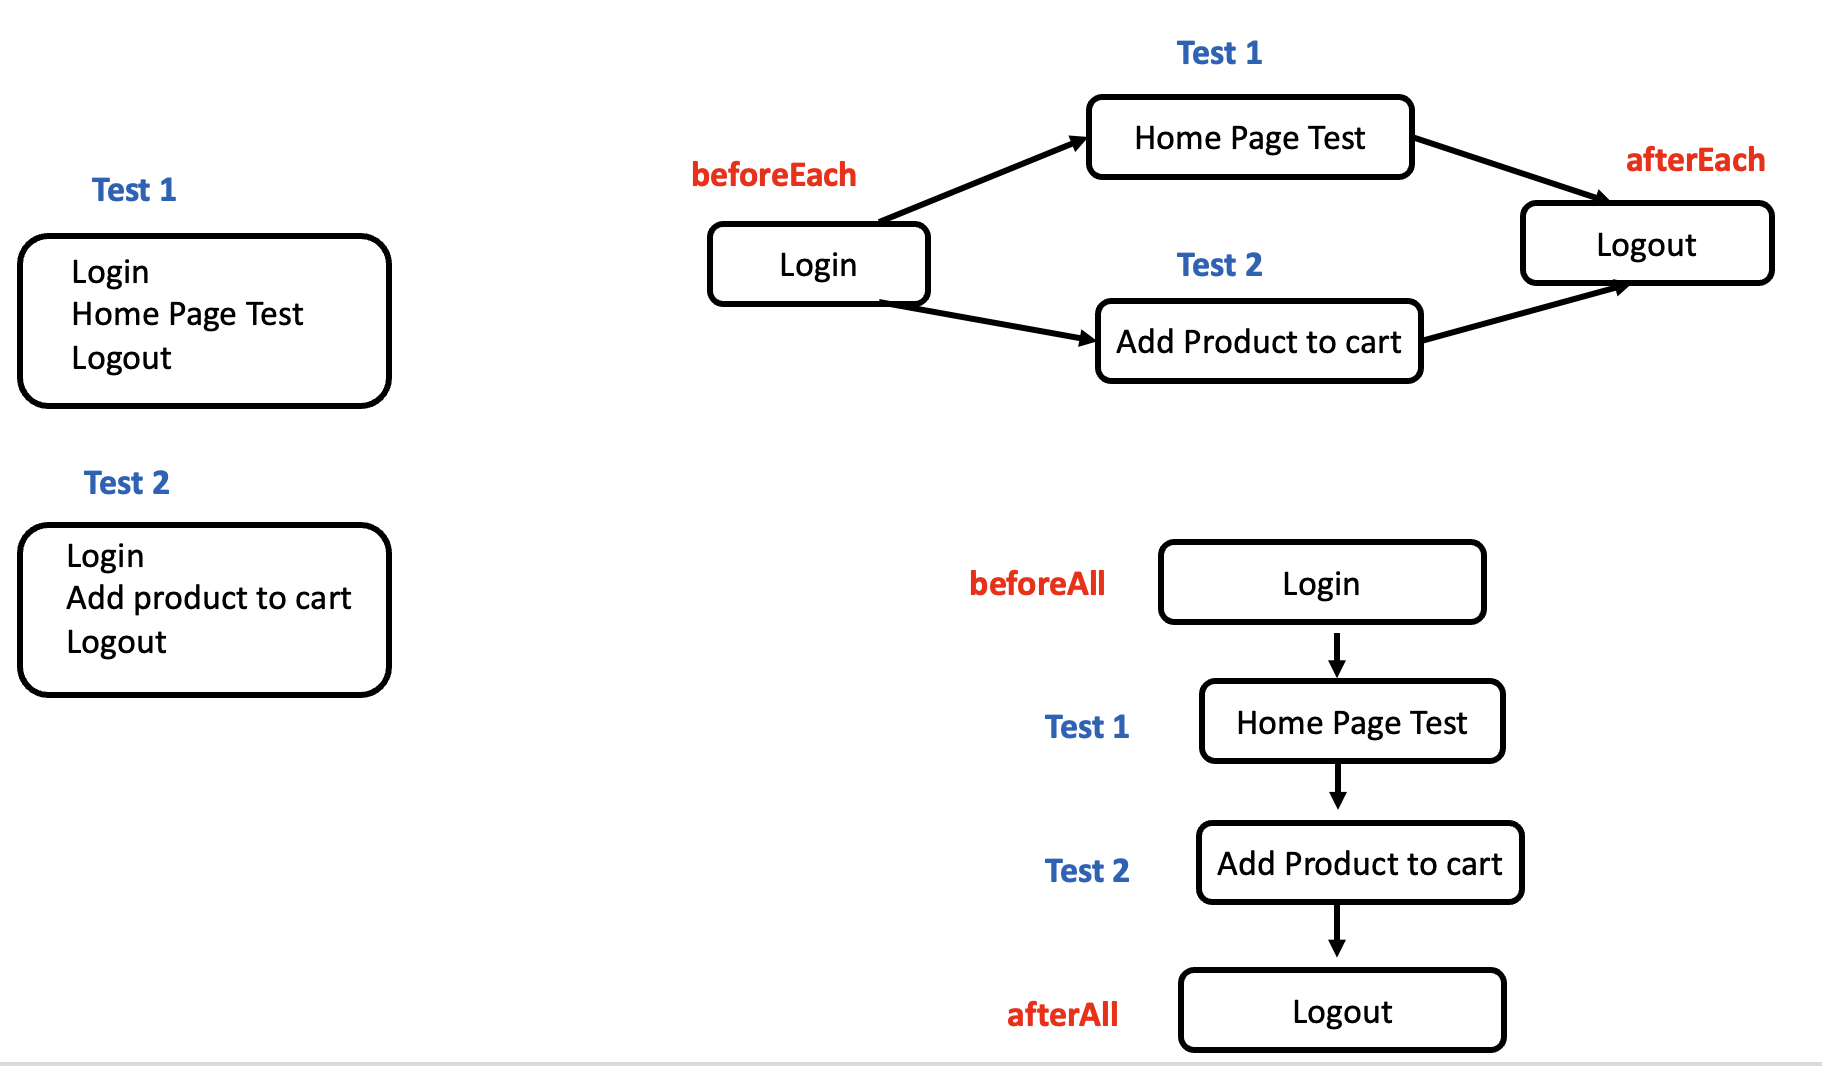 Test 1
Login
Home Page Test
Logout
Test 2
Login
Add product to cart
Logout
Test 1
Home Page Test
beforeEach
afterEach
Login
Logout
Test 2
Add Product to cart
beforeAll
Login
Test 1
Home Page Test
Test 2
Add Product to cart
afterAll
Logout